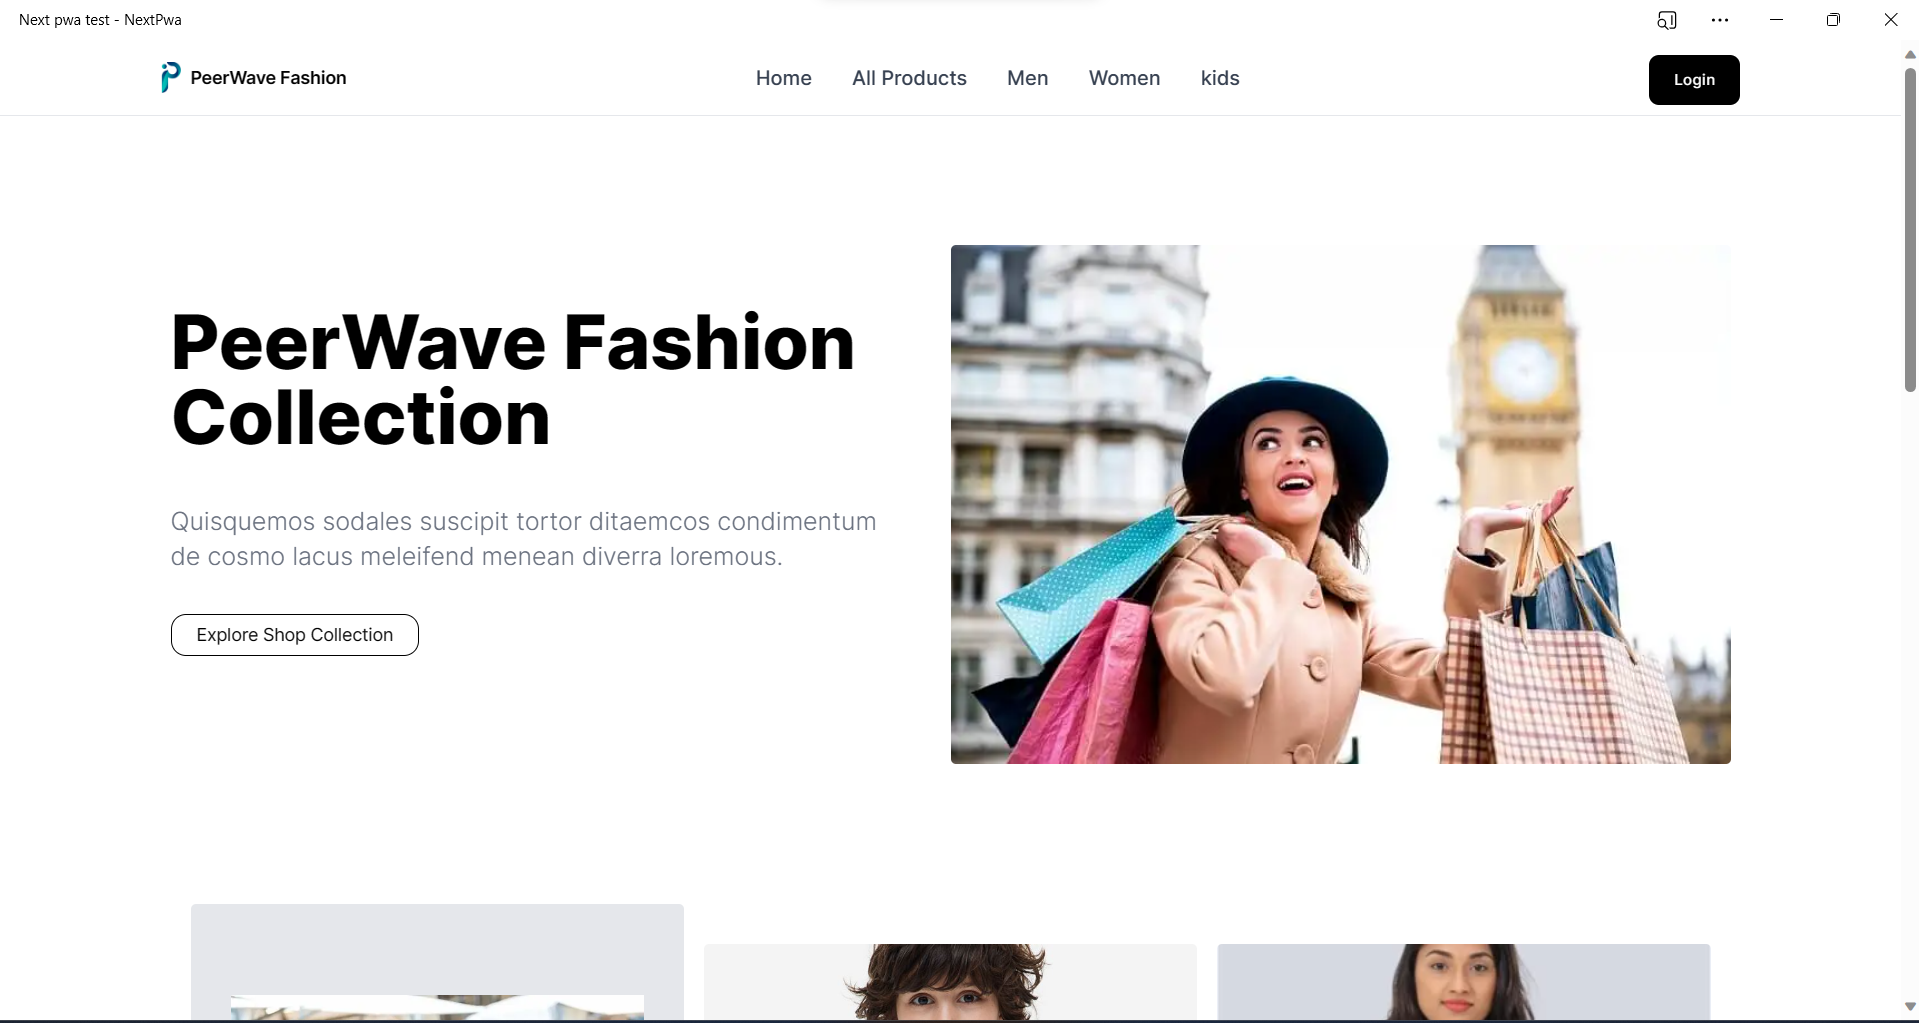 Next pwa test - NextPwa
PeerWave Fashion
Home
All Products
Men
Women
kids
Login
PeerWave Fashion
Collection
Quisquemos sodales suscipit tortor ditaemcos condimentum
de cosmo lacus meleifend menean diverra loremous.
Explore Shop Collection